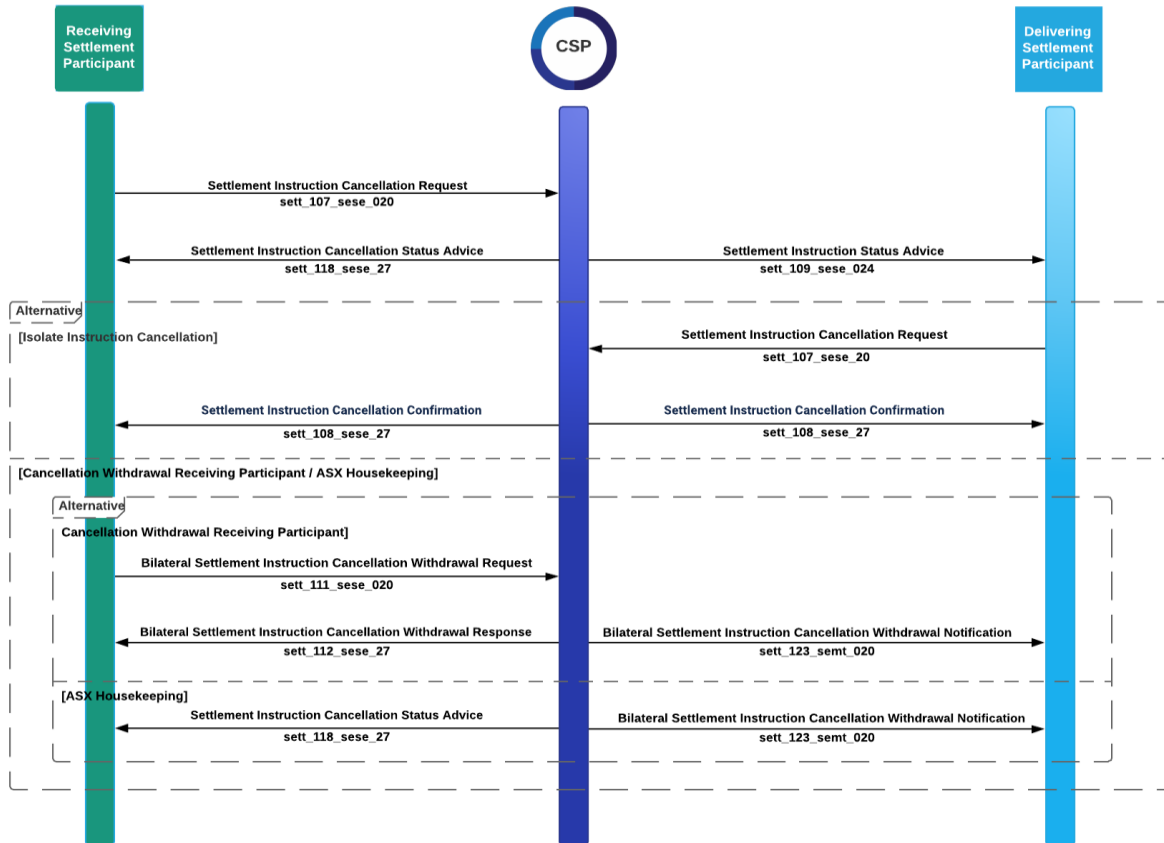 Receiving
Settlement
Participant
CSP
Delivering
Settlement
Participant
Settlement Instruction Cancellation Request
sett_107_sese_020
Settlement Instruction Cancellation Status Advice
sett_118_sese_27
Settlement Instruction Status Advice
sett_109_sese_024
Alternative
[Isolate Instruction Cancellation]
Settlement Instruction Cancellation Request
sett_107_sese_20
Settlement Instruction Cancellation Confirmation
sett_108_sese_27
Settlement Instruction Cancellation Confirmation
sett_108_sese_27
[Cancellation Withdrawal Receiving Participant / ASX Housekeeping]
Alternative
Cancellation Withdrawal Receiving Participant]
Bilateral Settlement Instruction Cancellation Withdrawal Request
sett_111_sese_020
Bilateral Settlement Instruction Cancellation Withdrawal Response
sett_112_sese_27
Bilateral Settlement Instruction Cancellation Withdrawal Notification
sett_123_semt_020
[ASX Housekeeping]
Settlement Instruction Cancellation Status Advice
sett_118_sese_27
Bilateral Settlement Instruction Cancellation Withdrawal Notification
sett_123_semt_020